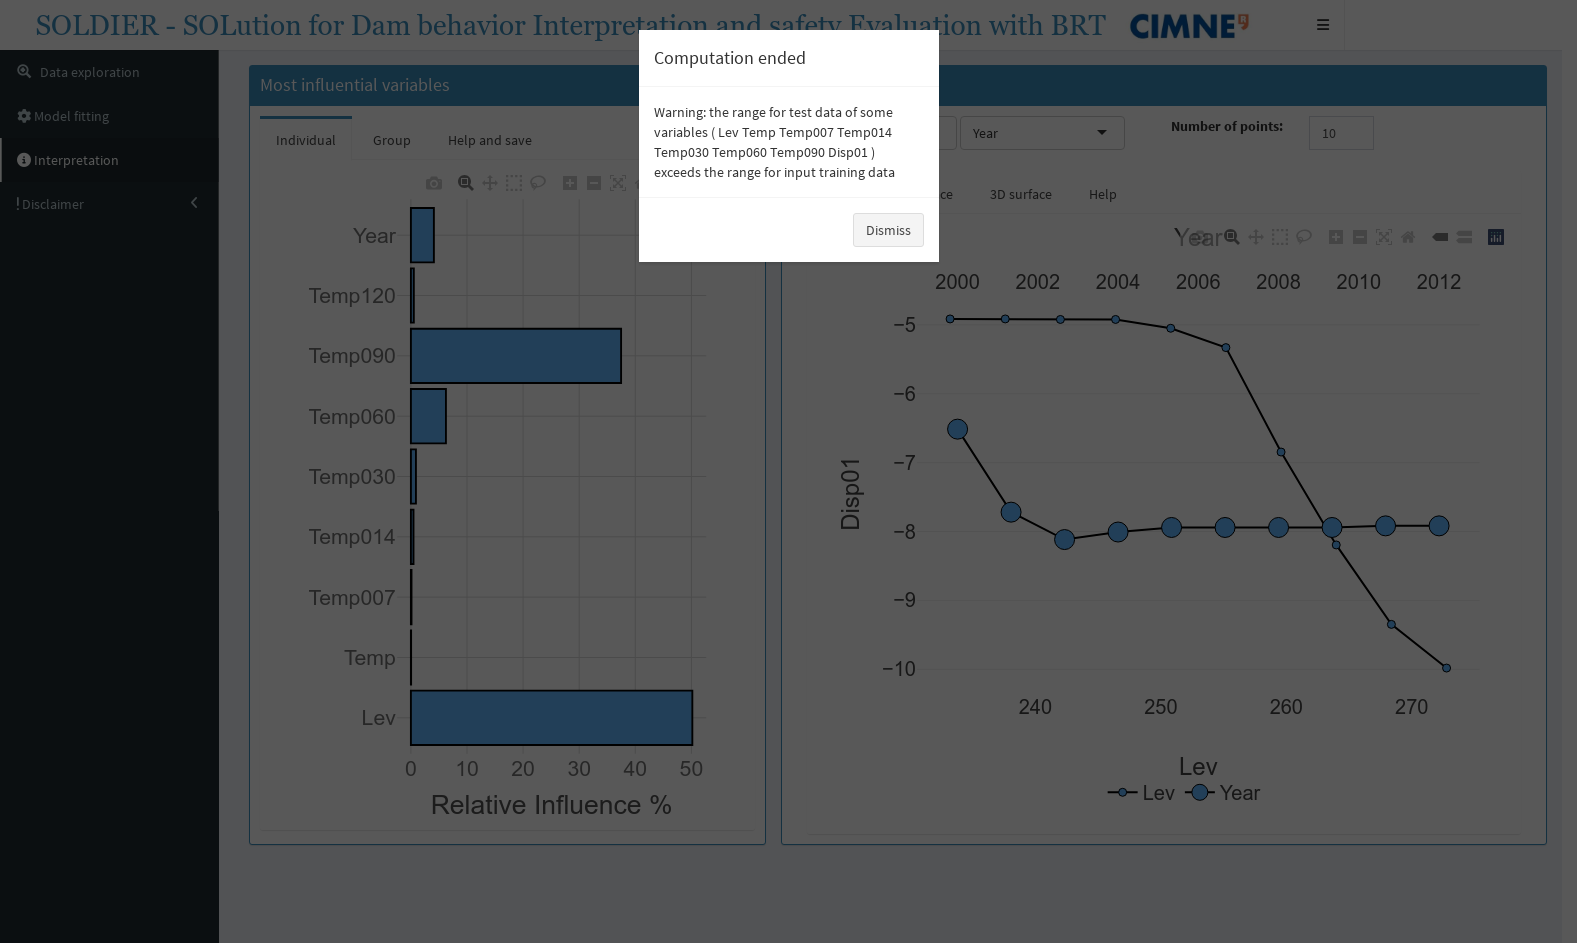 SOLDIER - SOLution for Dam behavior Interpretation and safety Evaluation with BRT
CIMNE
Data exploration
Model fitting
Interpretation
! Disclaimer
Most influential variables
Individual
Group
Help and save
Year
Temp120
Temp090
Temp060
Temp030
Temp014
Temp007
Temp
Lev
0 10 20 30 40 50
Relative Influence %
Computation ended
Warning: the range for test data of some
variables ( Lev Temp Temp007 Temp014
Temp030 Temp060 Temp090 Disp01 )
exceeds the range for input training data
Dismiss
Year
Number of points:
10
3D surface
Help
Year
2000 2002 2004 2006 2008 2010 2012
−5
−6
−7
−8
−9
−10
Disp01
240 250 260 270
Lev
Lev Year